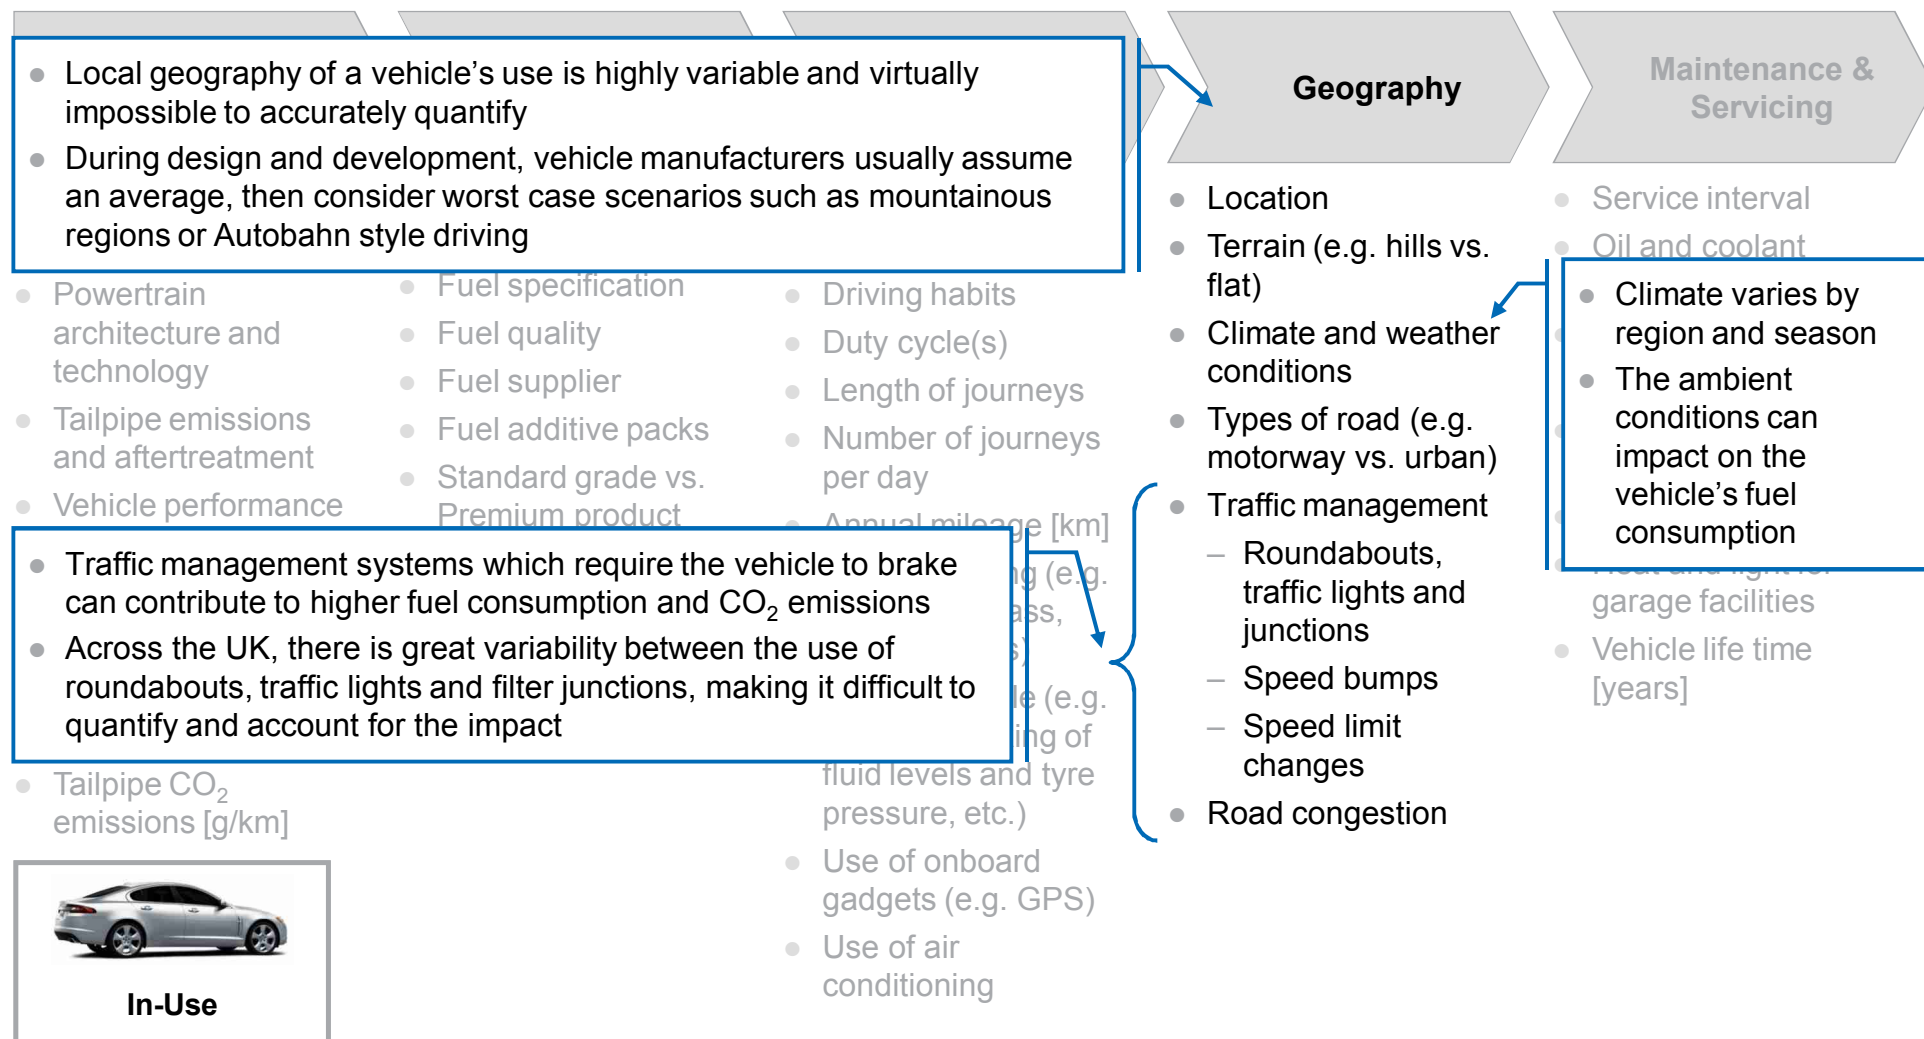 ● Local geography of a vehicle's use is highly variable and virtually
impossible to accurately quantify
● During design and development, vehicle manufacturers usually assume
an average, then consider worst case scenarios such as mountainous
regions or Autobahn style driving
● Powertrain
architecture and
technology
● Tailpipe emissions
and aftertreatment
● Vehicle performance
● Traffic management systems which require the vehicle to brake
can contribute to higher fuel consumption and CO₂ emissions
● Across the UK, there is great variability between the use of
roundabouts, traffic lights and filter junctions, making it difficult to
quantify and account for the impact
● Tailpipe CO₂
emissions [g/km]
In-Use
● Fuel specification
● Fuel quality
● Fuel supplier
● Fuel additive packs
● Standard grade vs.
Premium product
● Driving habits
● Duty cycle(s)
● Length of journeys
● Number of journeys
per day
● Annual mileage [km]
(e.g.
(e.g.
of
fluid levels and tyre
pressure, etc.)
● Use of onboard
gadgets (e.g. GPS)
● Use of air
conditioning
Geography
● Location
● Terrain (e.g. hills vs.
flat)
● Climate and weather
conditions
● Types of road (e.g.
motorway vs. urban)
● Traffic management
– Roundabouts,
traffic lights and
junctions
– Speed bumps
– Speed limit
changes
● Road congestion
Maintenance &
Servicing
● Service interval
● Oil and coolant
● Climate varies by
region and season
● The ambient
conditions can
impact on the
vehicle's fuel
consumption
● Heat and light for
garage facilities
● Vehicle life time
[years]